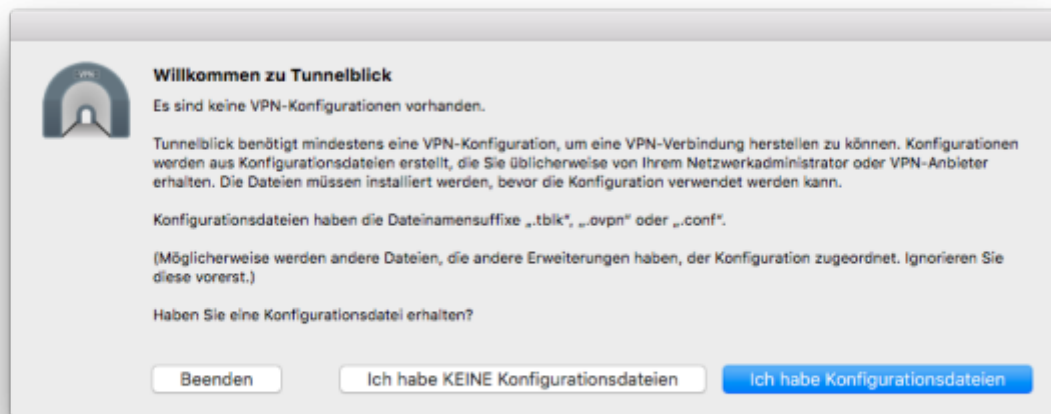 VPN
Willkommen zu Tunnelblick
Es sind keine VPN-Konfigurationen vorhanden.
Tunnelblick benötigt mindestens eine VPN-Konfiguration, um eine VPN-Verbindung herstellen zu können. Konfigurationen
werden aus Konfigurationsdateien erstellt, die Sie üblicherweise von Ihrem Netzwerkadministrator oder VPN-Anbieter
erhalten. Die Dateien müssen installiert werden, bevor die Konfiguration verwendet werden kann.
Konfigurationsdateien haben die Dateinamensuffixe „.tblk“, „.ovpn“ oder „.conf“.
(Möglicherweise werden andere Dateien, die andere Erweiterungen haben, der Konfiguration zugeordnet. Ignorieren Sie
diese vorerst.)
Haben Sie eine Konfigurationsdatei erhalten?
Beenden
Ich habe KEINE Konfigurationsdateien
Ich habe Konfigurationsdateien